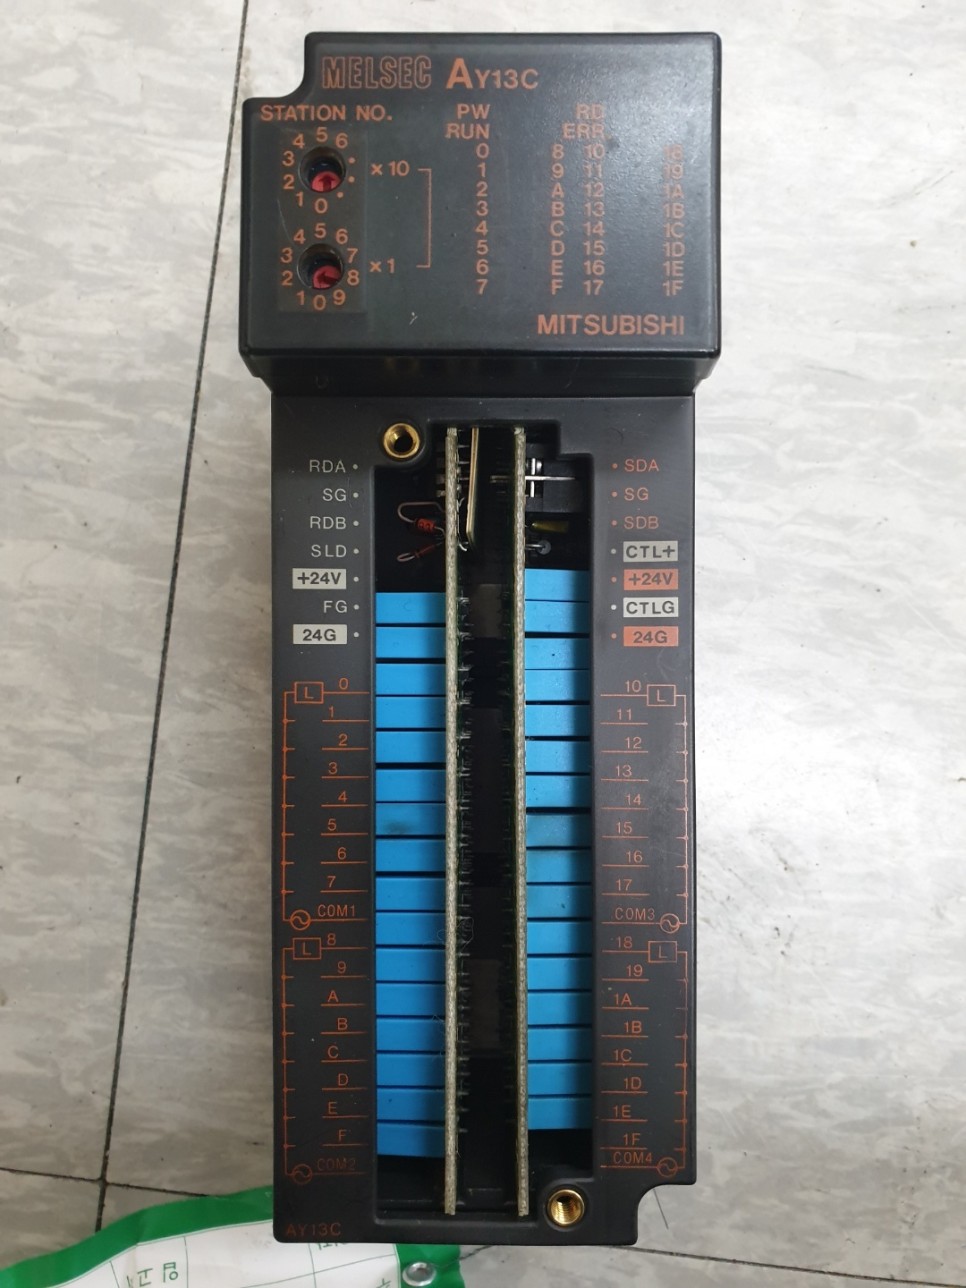 MELSEC AY13C
STATION NO. PW RD
RUN ERR
4 5 6
3 × 10
2
1 0
0 8 10 18
1 9 11 19
2 A 12 1A
3 B 13 1B
4 C 14 1C
5 D 15 1D
6 E 16 1E
7 F 17 1F
4 5 6
3 7
2 8 × 1
1 0 9
MITSUBISHI
RDA SDA
SG SG
RDB SDB
SLD CTL+
+24V +24V
FG CTLG
24G 24G
L 0 10 L
1 11
2 12
3 13
4 14
5 15
6 16
7 17
COM1 COM3
L 8 18 L
9 19
A 1A
B 1B
C 1C
D 1D
E 1E
F 1F
COM2 COM4
AY13C